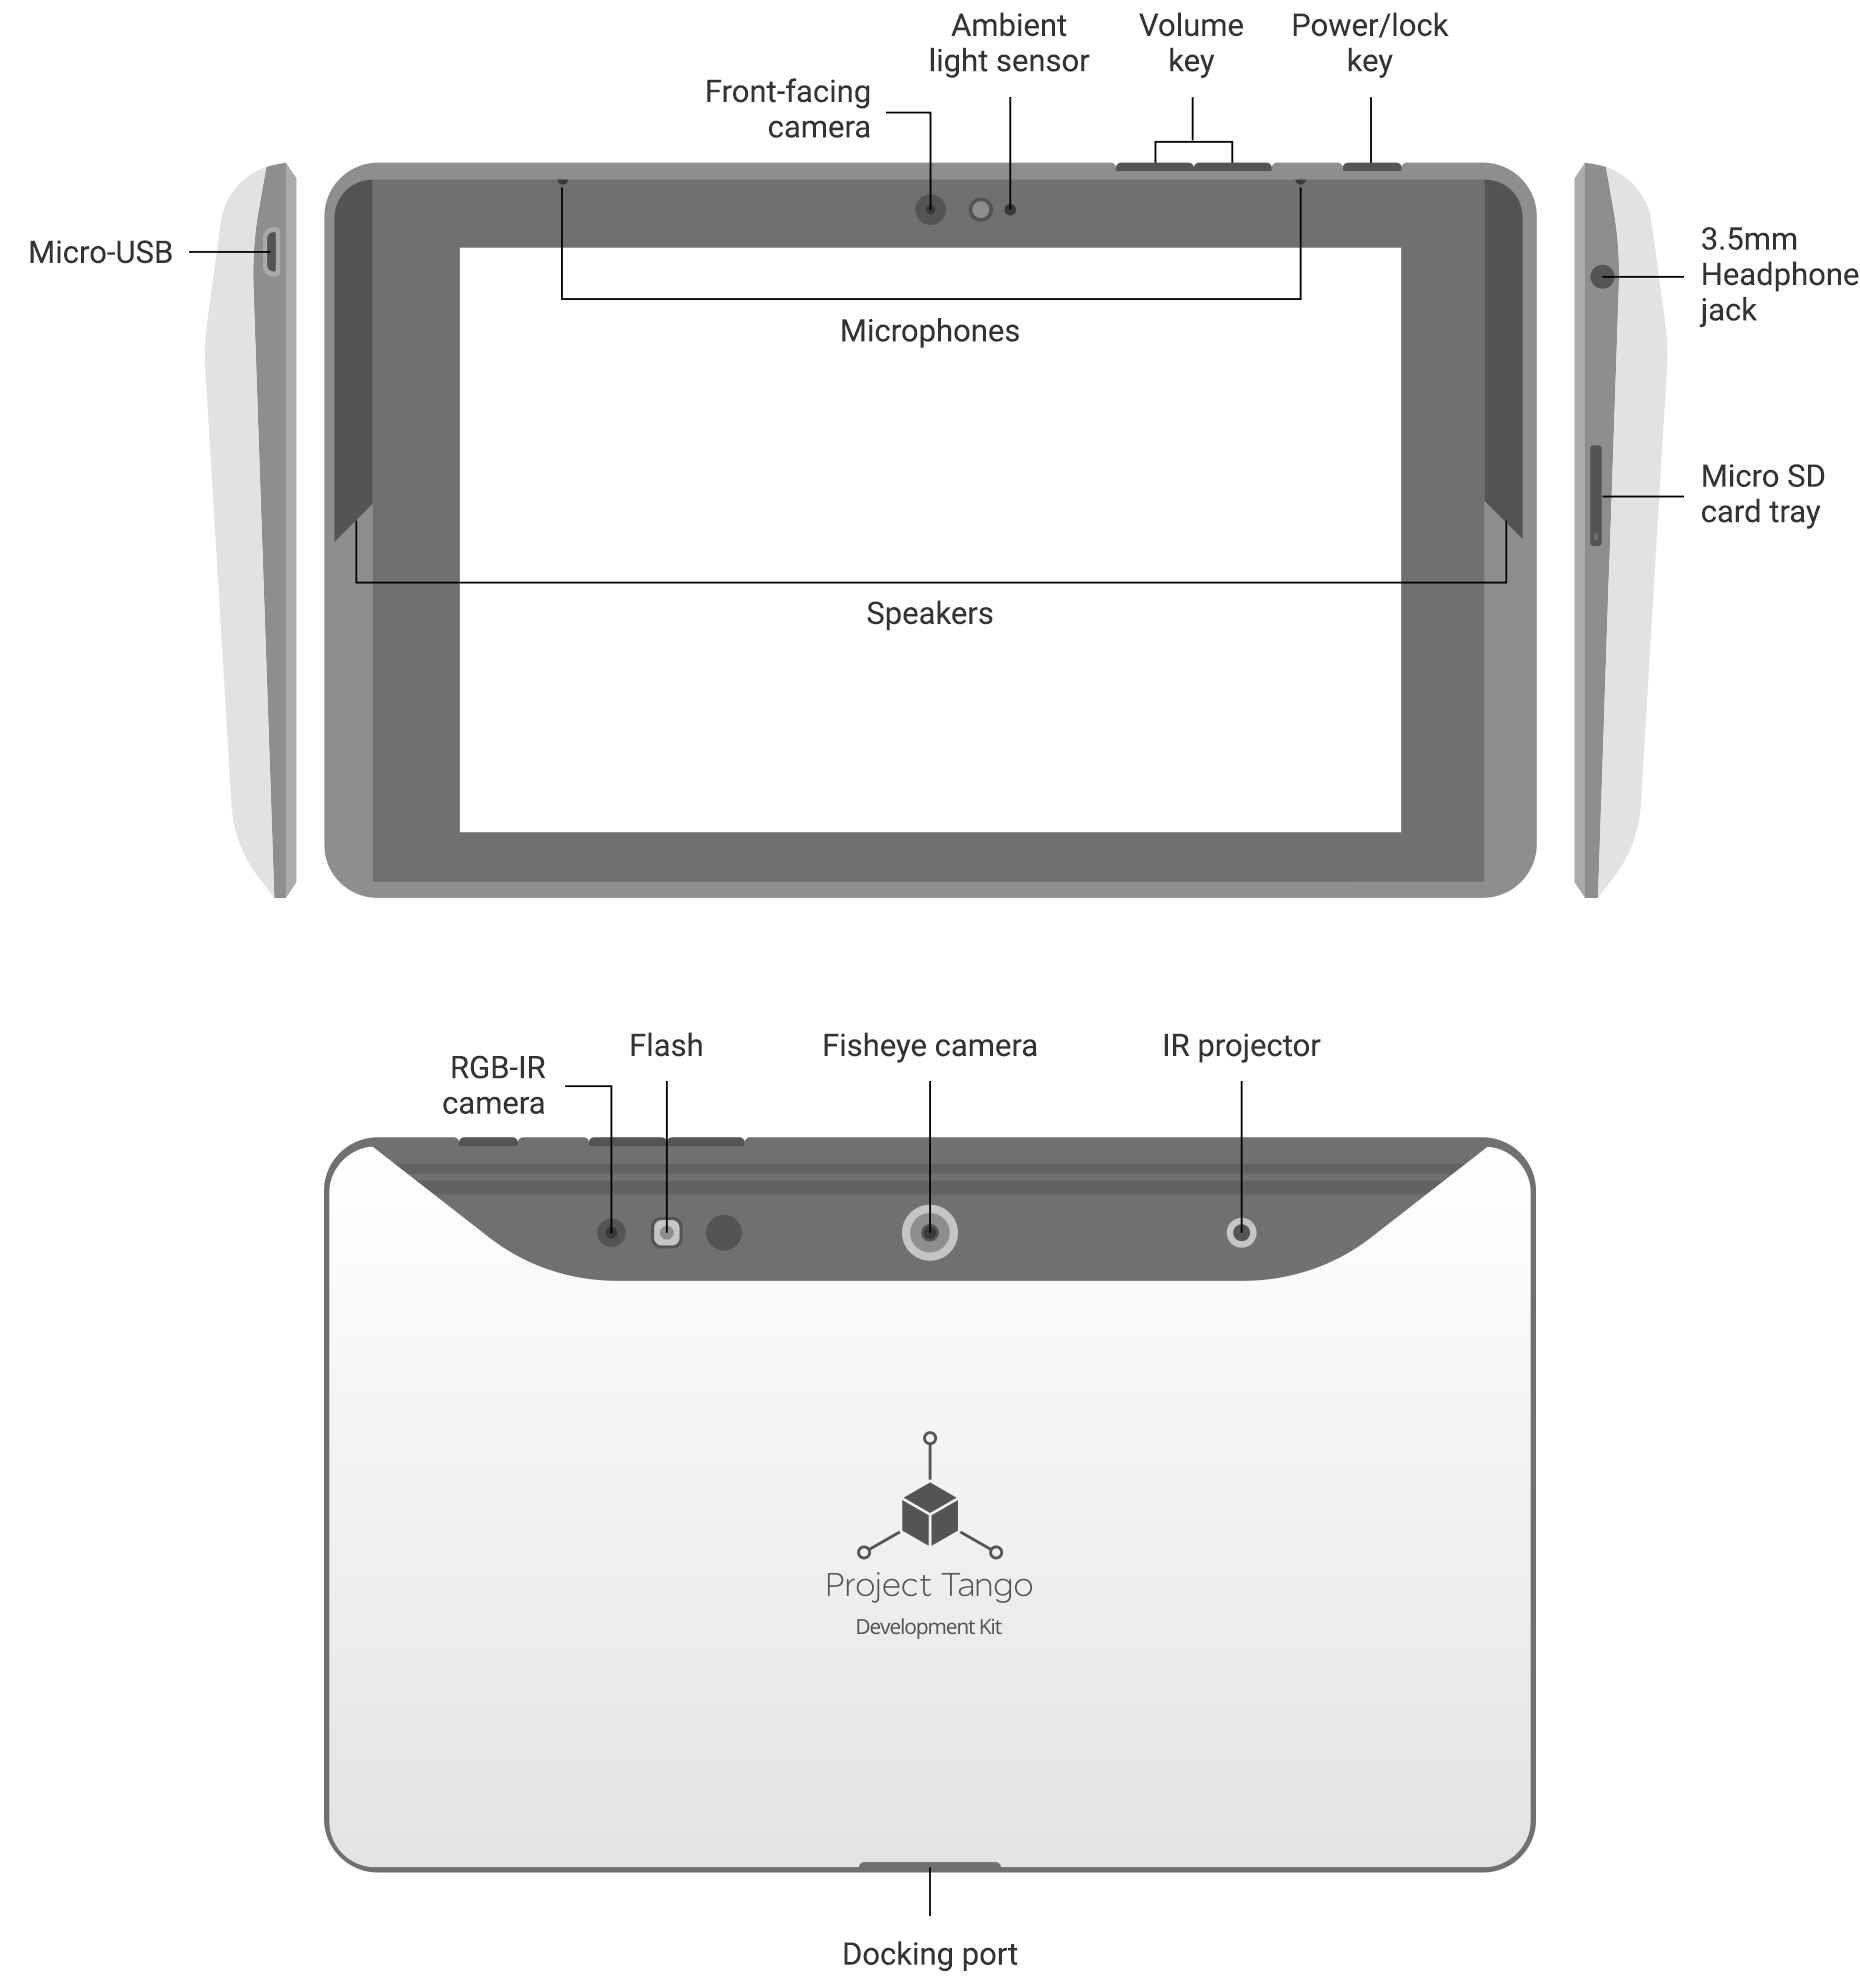 Ambient
light sensor
Volume
key
Power/lock
key
Front-facing
camera
Micro-USB
3.5mm
Headphone
jack
Microphones
Micro SD
card tray
Speakers
RGB-IR
camera
Flash
Fisheye camera
IR projector
Project Tango
Development Kit
Docking port